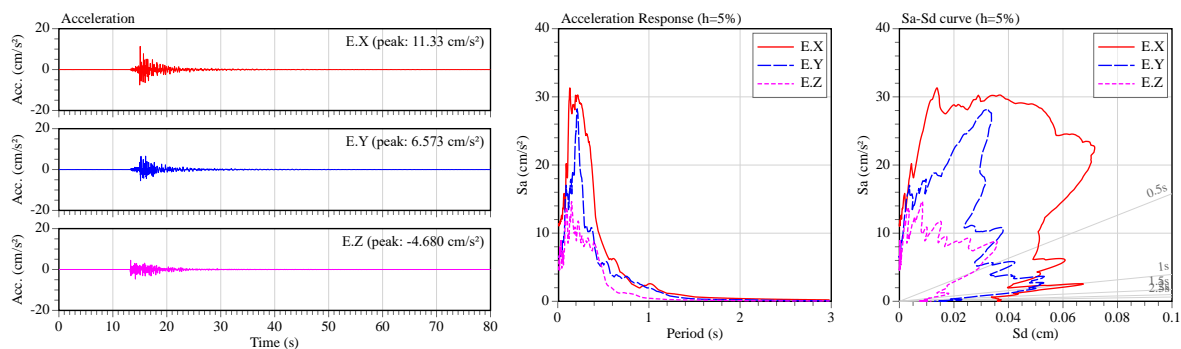 Acceleration
20
0
-20
Acc. (cm/s²)
E.X (peak: 11.33 cm/s²)
20
0
-20
Acc. (cm/s²)
E.Y (peak: 6.573 cm/s²)
20
0
-20
Acc. (cm/s²)
E.Z (peak: -4.680 cm/s²)
0 10 20 30 40 50 60 70 80
Time (s)
Acceleration Response (h=5%)
E.X
E.Y
E.Z
40
30
20
10
0
Sa (cm/s²)
0 1 2 3
Period (s)
Sa-Sd curve (h=5%)
E.X
E.Y
E.Z
40
30
20
10
0
Sa (cm/s²)
0.5s
1s
1.5s
2.5s
0 0.02 0.04 0.06 0.08 0.1
Sd (cm)